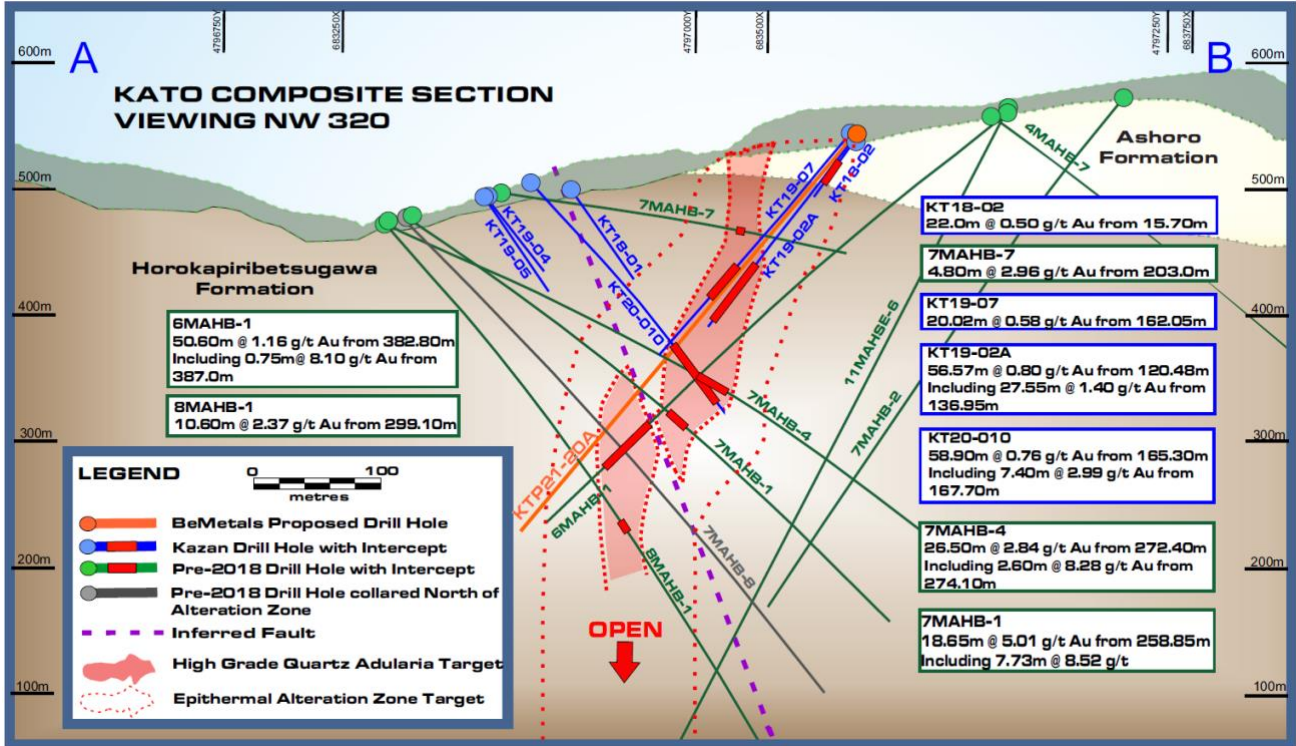 4796750Y
683250X
4797000Y
683500X
4797250Y
683750X
600m
A
B
600m
KATO COMPOSITE SECTION
VIEWING NW 320
Ashoro
Formation
4MAHB-7
500m
500m
7MAHB-7
KT19-07
KT18-02
KT19-02A
KT19-04
KT19-05
KT18-01
KT20-010
Horokapiribetsugawa
Formation
400m
400m
300m
300m
200m
200m
100m
100m
11MAHSE-6
7MAHB-2
7MAHB-4
7MAHB-1
7MAHB-8
8MAHB-1
6MAHB-1
KTP21-20A
OPEN
6MAHB-1
50.60m @ 1.16 g/t Au from 382.80m
Including 0.75m@ 8.10 g/t Au from
387.0m
8MAHB-1
10.60m @ 2.37 g/t Au from 299.10m
KT18-02
22.0m @ 0.50 g/t Au from 15.70m
7MAHB-7
4.80m @ 2.96 g/t Au from 203.0m
KT19-07
20.02m @ 0.58 g/t Au from 162.05m
KT19-02A
56.57m @ 0.80 g/t Au from 120.48m
Including 27.55m @ 1.40 g/t Au from
136.95m
KT20-010
58.90m @ 0.76 g/t Au from 165.30m
Including 7.40m @ 2.99 g/t Au from
167.70m
7MAHB-4
26.50m @ 2.84 g/t Au from 272.40m
Including 2.60m @ 8.28 g/t Au from
274.10m
7MAHB-1
18.65m @ 5.01 g/t Au from 258.85m
Including 7.73m @ 8.52 g/t
LEGEND
0 100
metres
BeMetals Proposed Drill Hole
Kazan Drill Hole with Intercept
Pre-2018 Drill Hole with Intercept
Pre-2018 Drill Hole collared North of
Alteration Zone
Inferred Fault
High Grade Quartz Adularia Target
Epithermal Alteration Zone Target